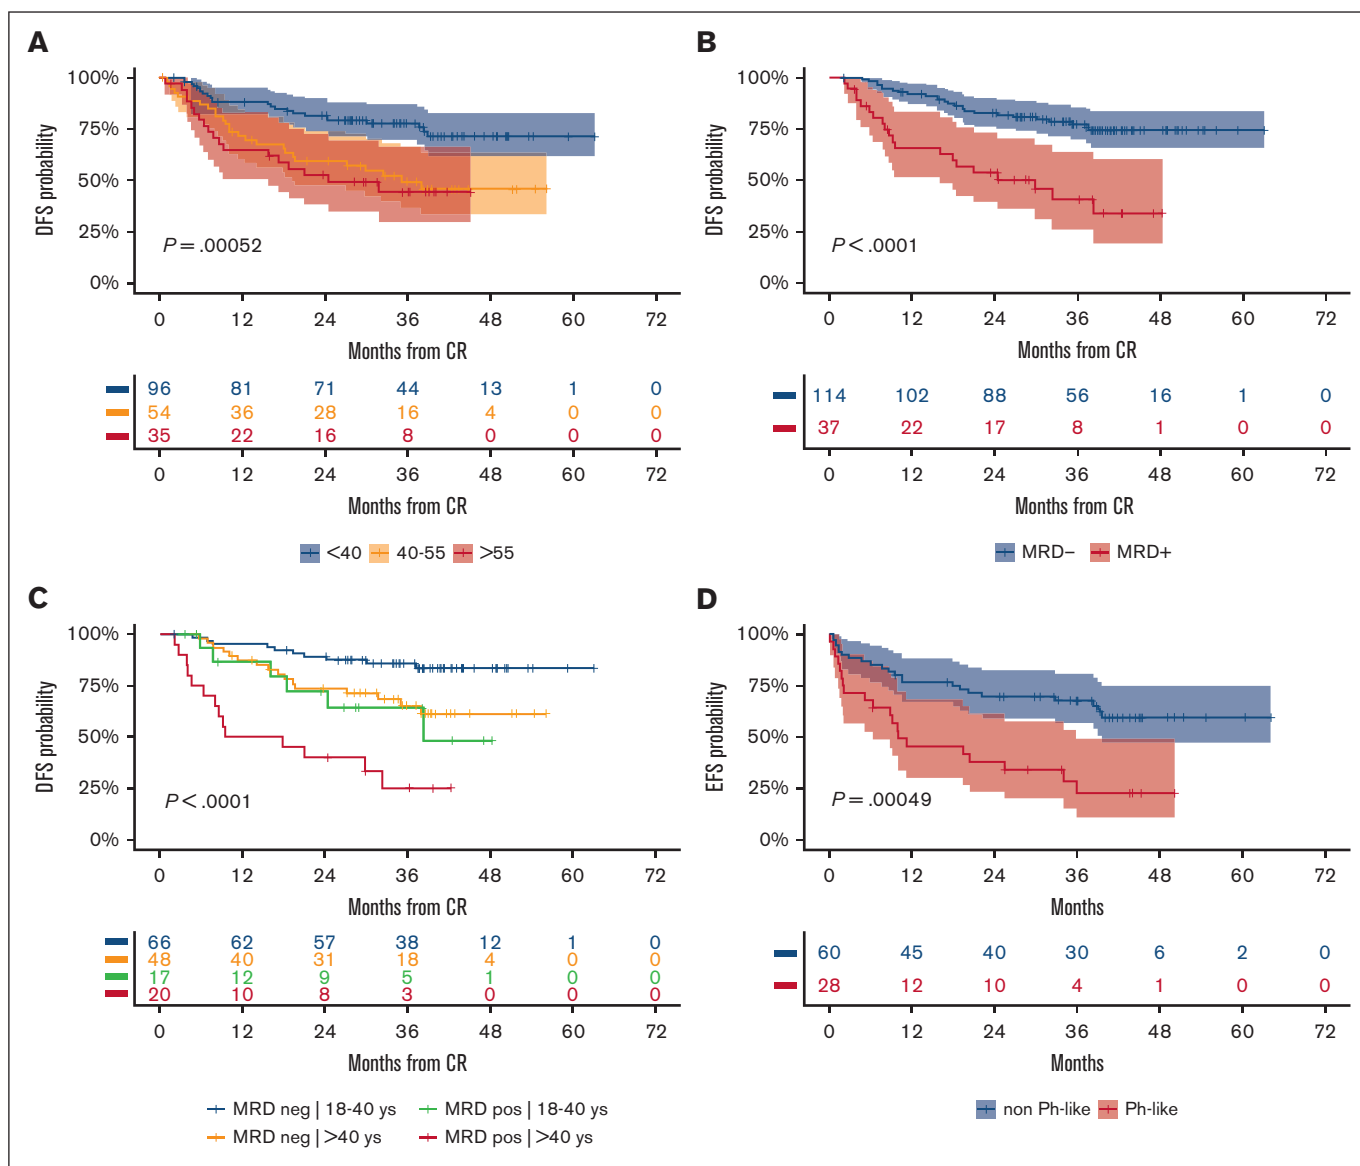 A
100%
75%
50%
25%
0%
DFS probability
P = .00052
0 12 24 36 48 60 72
Months from CR
96 81 71 44 13 1 0
54 36 28 16 4 0 0
35 22 16 8 0 0 0
0 12 24 36 48 60 72
Months from CR
<40 40-55 >55
B
100%
75%
50%
25%
0%
DFS probability
P < .0001
0 12 24 36 48 60 72
Months from CR
114 102 88 56 16 1 0
37 22 17 8 1 0 0
0 12 24 36 48 60 72
Months from CR
MRD− MRD+
C
100%
75%
50%
25%
0%
DFS probability
P < .0001
0 12 24 36 48 60 72
Months from CR
66 62 57 38 12 1 0
48 40 31 18 4 0 0
17 12 9 5 1 0 0
20 10 8 3 0 0 0
0 12 24 36 48 60 72
Months from CR
MRD neg | 18-40 ys MRD pos | 18-40 ys
MRD neg | >40 ys MRD pos | >40 ys
D
100%
75%
50%
25%
0%
EFS probability
P = .00049
0 12 24 36 48 60 72
Months
60 45 40 30 6 2 0
28 12 10 4 1 0 0
0 12 24 36 48 60 72
Months
non Ph-like Ph-like